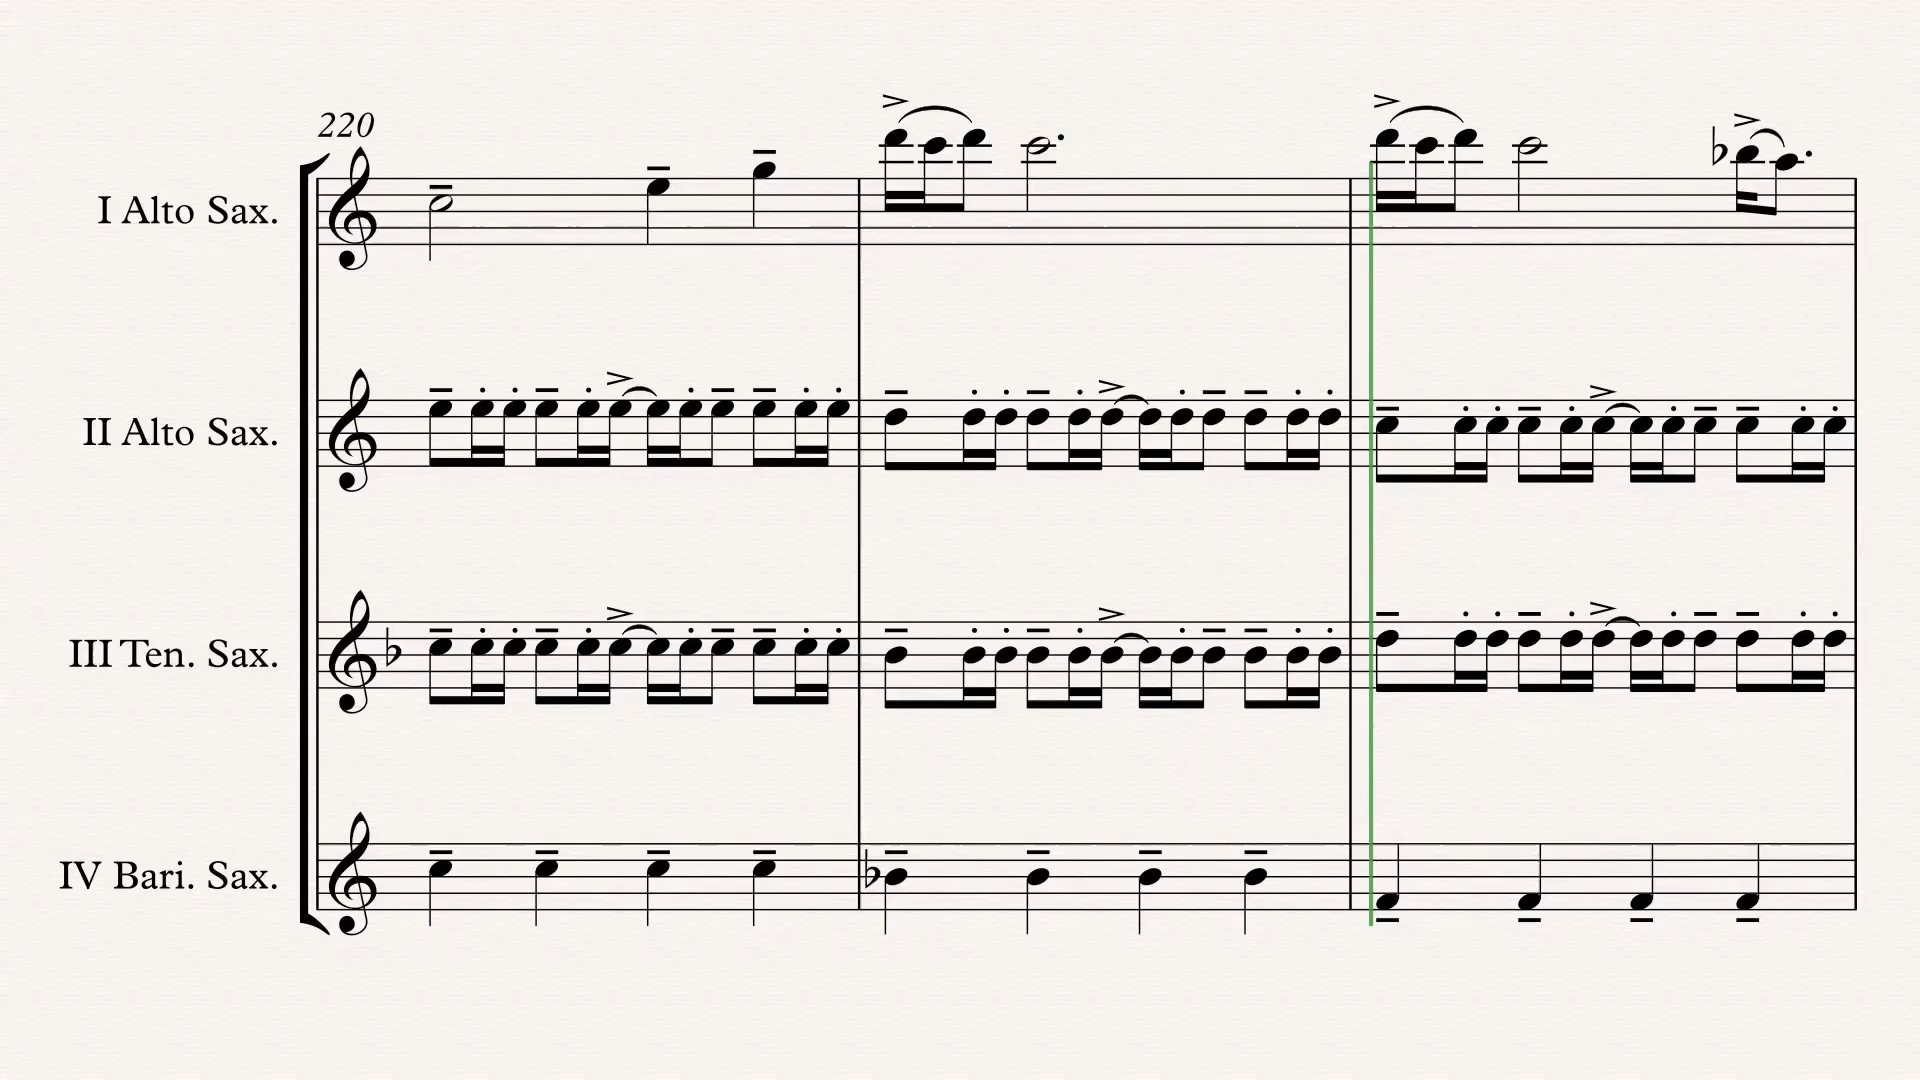 220
I Alto Sax.
II Alto Sax.
III Ten. Sax.
IV Bari. Sax.